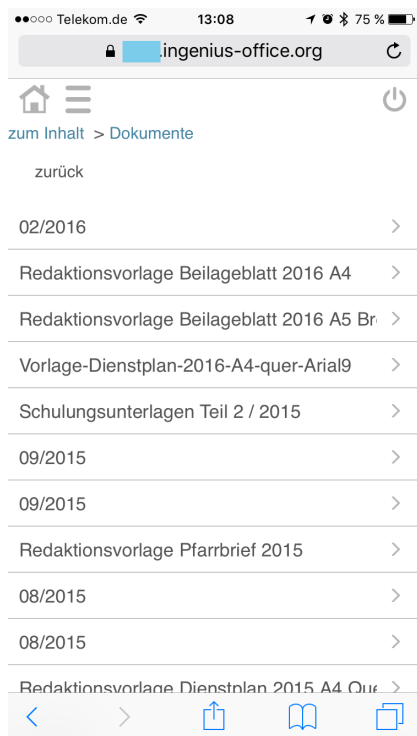 Telekom.de 13:08 75 %
.ingenius-office.org
zum Inhalt > Dokumente
zurück
02/2016
Redaktionsvorlage Beilageblatt 2016 A4
Redaktionsvorlage Beilageblatt 2016 A5 Br
Vorlage-Dienstplan-2016-A4-quer-Arial9
Schulungsunterlagen Teil 2 / 2015
09/2015
09/2015
Redaktionsvorlage Pfarrbrief 2015
08/2015
08/2015
Redaktionsvorlage Dienstplan 2015 A4 Que